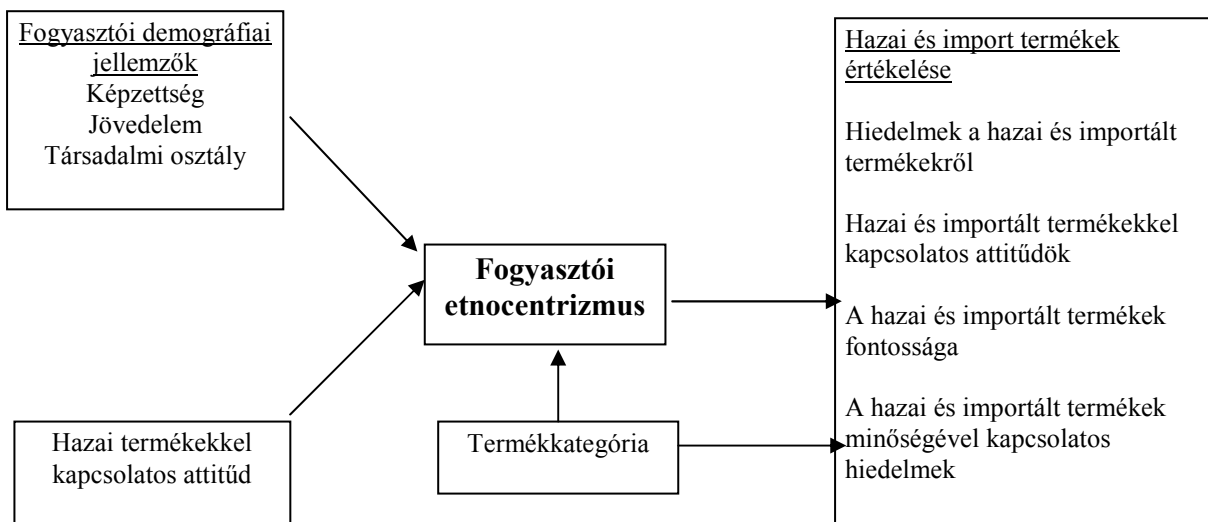 Fogyasztói demográfiai
jellemzők
Képzettség
Jövedelem
Társadalmi osztály
Hazai termékekkel
kapcsolatos attitűd
Fogyasztói
etnocentrizmus
Termékkategória
Hazai és import termékek
értékelése
Hiedelmek a hazai és importált
termékekről
Hazai és importált termékekkel
kapcsolatos attitűdök
A hazai és importált termékek
fontossága
A hazai és importált termékek
minőségével kapcsolatos
hiedelmek